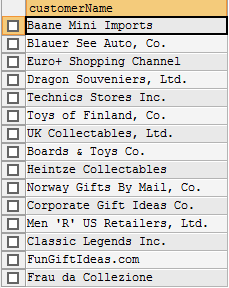 customerName
Baane Mini Imports
Blauer See Auto, Co.
Euro+ Shopping Channel
Dragon Souveniers, Ltd.
Technics Stores Inc.
Toys of Finland, Co.
UK Collectables, Ltd.
Boards & Toys Co.
Heintze Collectables
Norway Gifts By Mail, Co.
Corporate Gift Ideas Co.
Men 'R' US Retailers, Ltd.
Classic Legends Inc.
FunGiftIdeas.com
Frau da Collezione